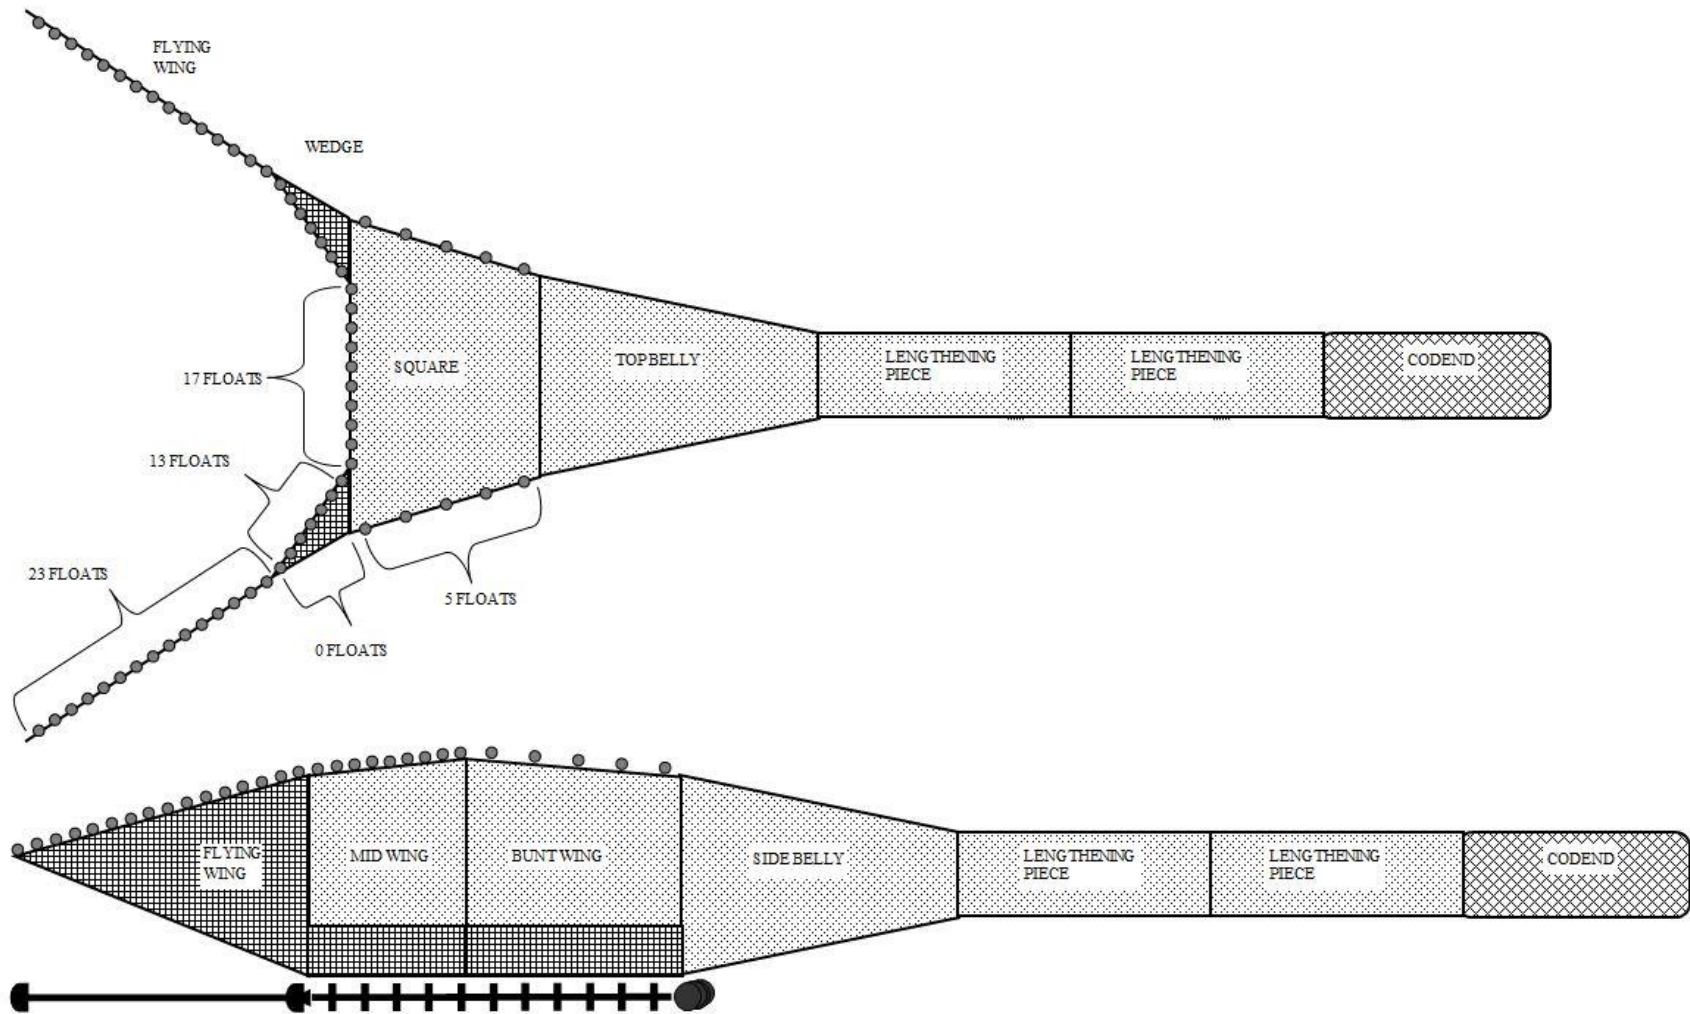 FLYING
WING
WEDGE
SQUARE
TOP BELLY
LENGTHENING
PIECE
LENGTHENING
PIECE
CODEND
17 FLOATS
13 FLOATS
23 FLOATS
5 FLOATS
0 FLOATS
FLYING
WING
MID WING
BUNT WING
SIDE BELLY
LENGTHENING
PIECE
LENGTHENING
PIECE
CODEND